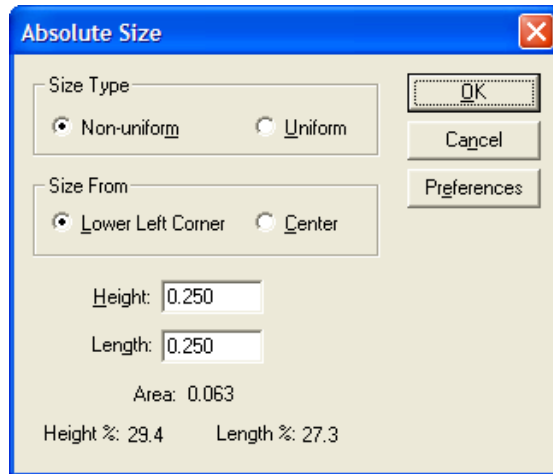 Absolute Size
Size Type
Non-uniform Uniform
OK
Cancel
Size From
Preferences
Lower Left Corner Center
Height: 0.250
Length: 0.250
Area: 0.063
Height %: 29.4 Length %: 27.3